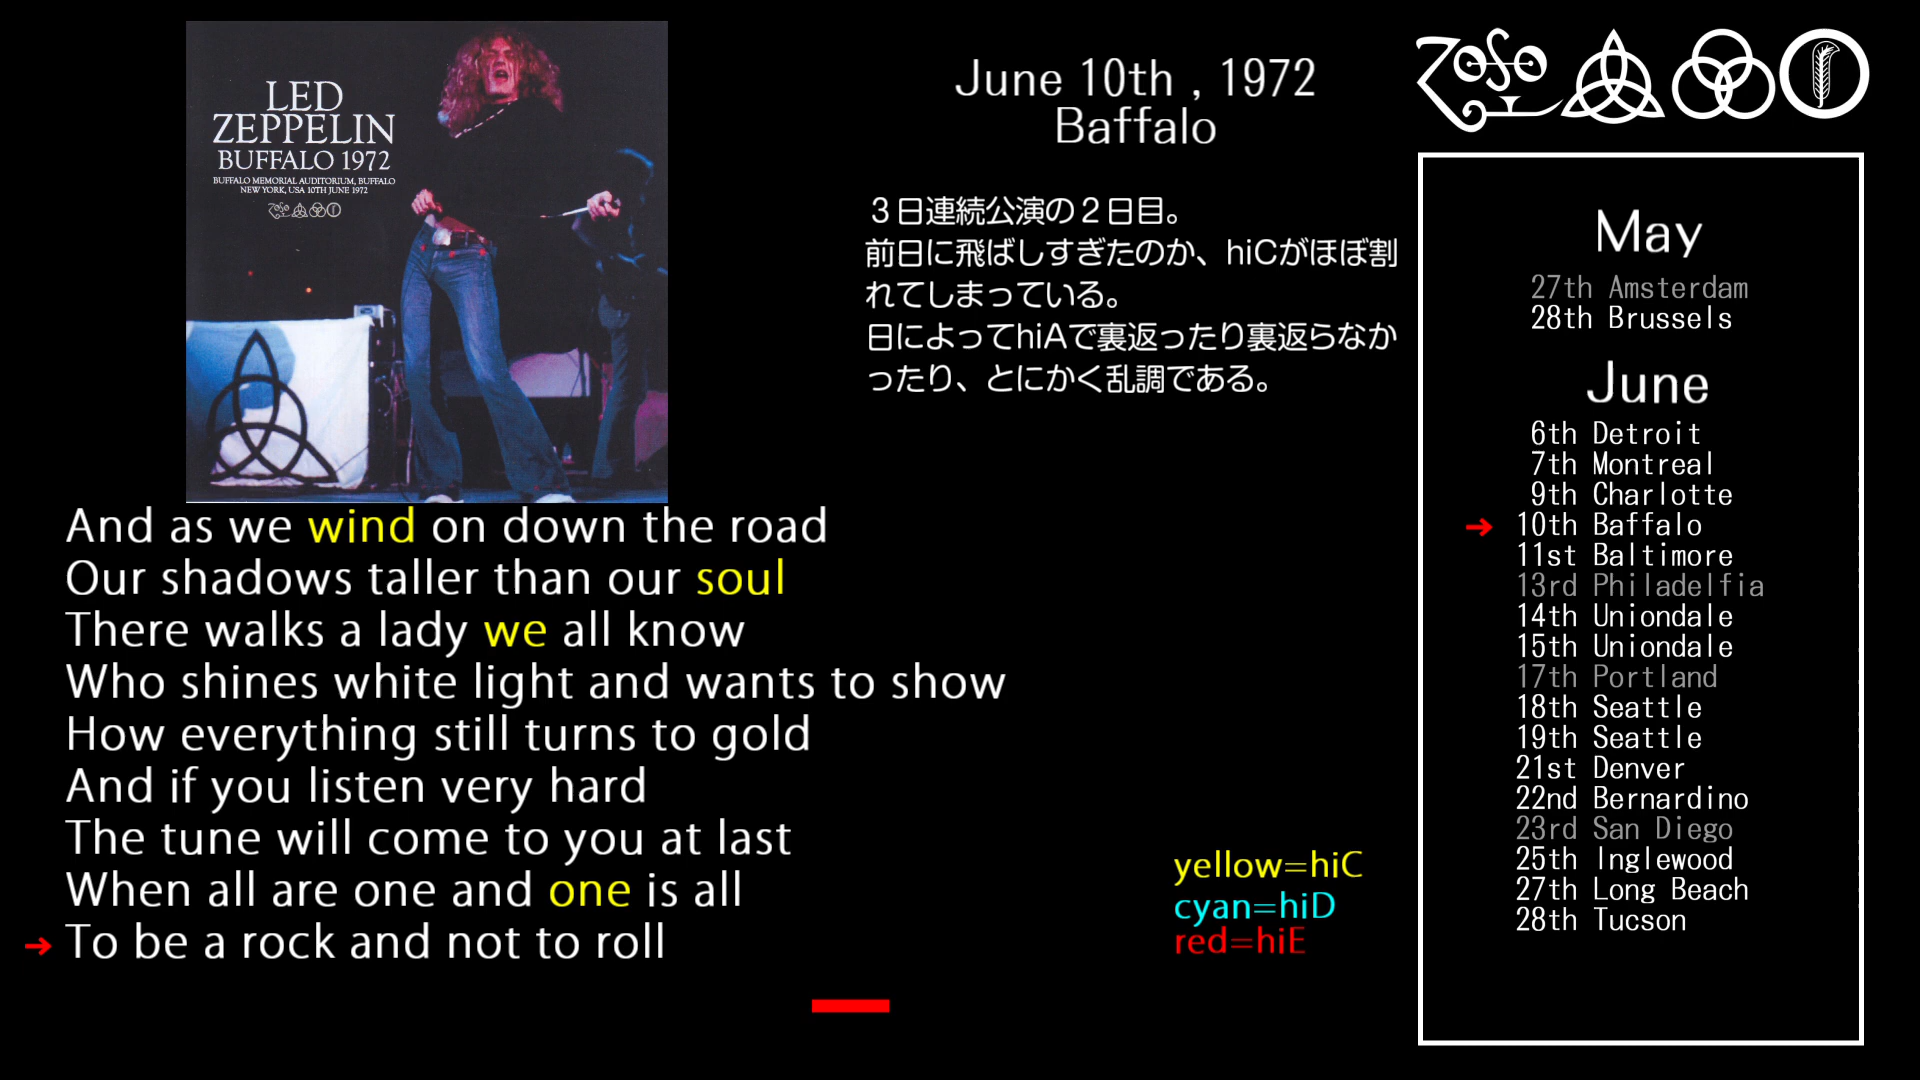 LED
ZEPPELIN
BUFFALO 1972
BUFFALO MEMORIAL AUDITORIUM, BUFFALO
NEW YORK, USA 10TH JUNE 1972
June 10th , 1972
Baffalo
３日連続公演の２日目。
前日に飛ばしすぎたのか、hiCがほぼ割
れてしまっている。
日によってhiAで裏返ったり裏返らなか
ったり、とにかく乱調である。
And as we wind on down the road
Our shadows taller than our soul
There walks a lady we all know
Who shines white light and wants to show
How everything still turns to gold
And if you listen very hard
The tune will come to you at last
When all are one and one is all
→ To be a rock and not to roll
yellow=hiC
cyan=hiD
red=hiE
ZOSO
May
27th Amsterdam
28th Brussels
June
6th Detroit
7th Montreal
9th Charlotte
→ 10th Baffalo
11st Baltimore
13rd Philadelfia
14th Uniondale
15th Uniondale
17th Portland
18th Seattle
19th Seattle
21st Denver
22nd Bernardino
23rd San Diego
25th Inglewood
27th Long Beach
28th Tucson